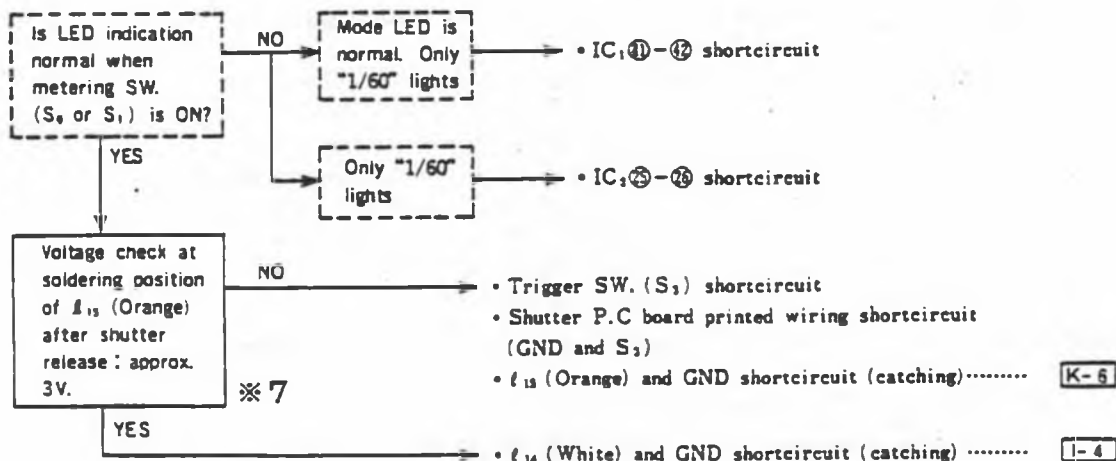 Is LED indication
normal when
metering SW.
(S₀ or S₁) is ON?
NO
Mode LED is
normal. Only
"1/60" lights
• IC₁㊶-㊷ shortcircuit
YES
Only "1/60"
lights
• IC₂㉕-㉖ shortcircuit
Voltage check at
soldering position
of ℓ₁₅ (Orange)
after shutter
release : approx.
3V.
※7
NO
• Trigger SW. (S₃) shortcircuit
• Shutter P.C board printed wiring shortcircuit
(GND and S₃)
• ℓ₁₅ (Orange) and GND shortcircuit (catching)········· K-6
YES
• ℓ₁₄ (White) and GND shortcircuit (catching) ········· I-4